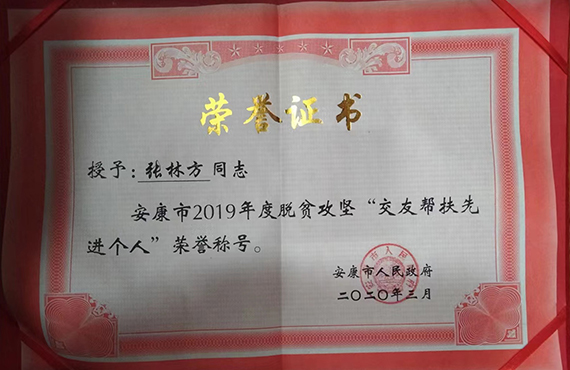 荣誉证书
授予：张林方同志
安康市2019年度脱贫攻坚“交友帮扶先
进个人”荣誉称号。
安康市人民政府
二〇二〇年三月